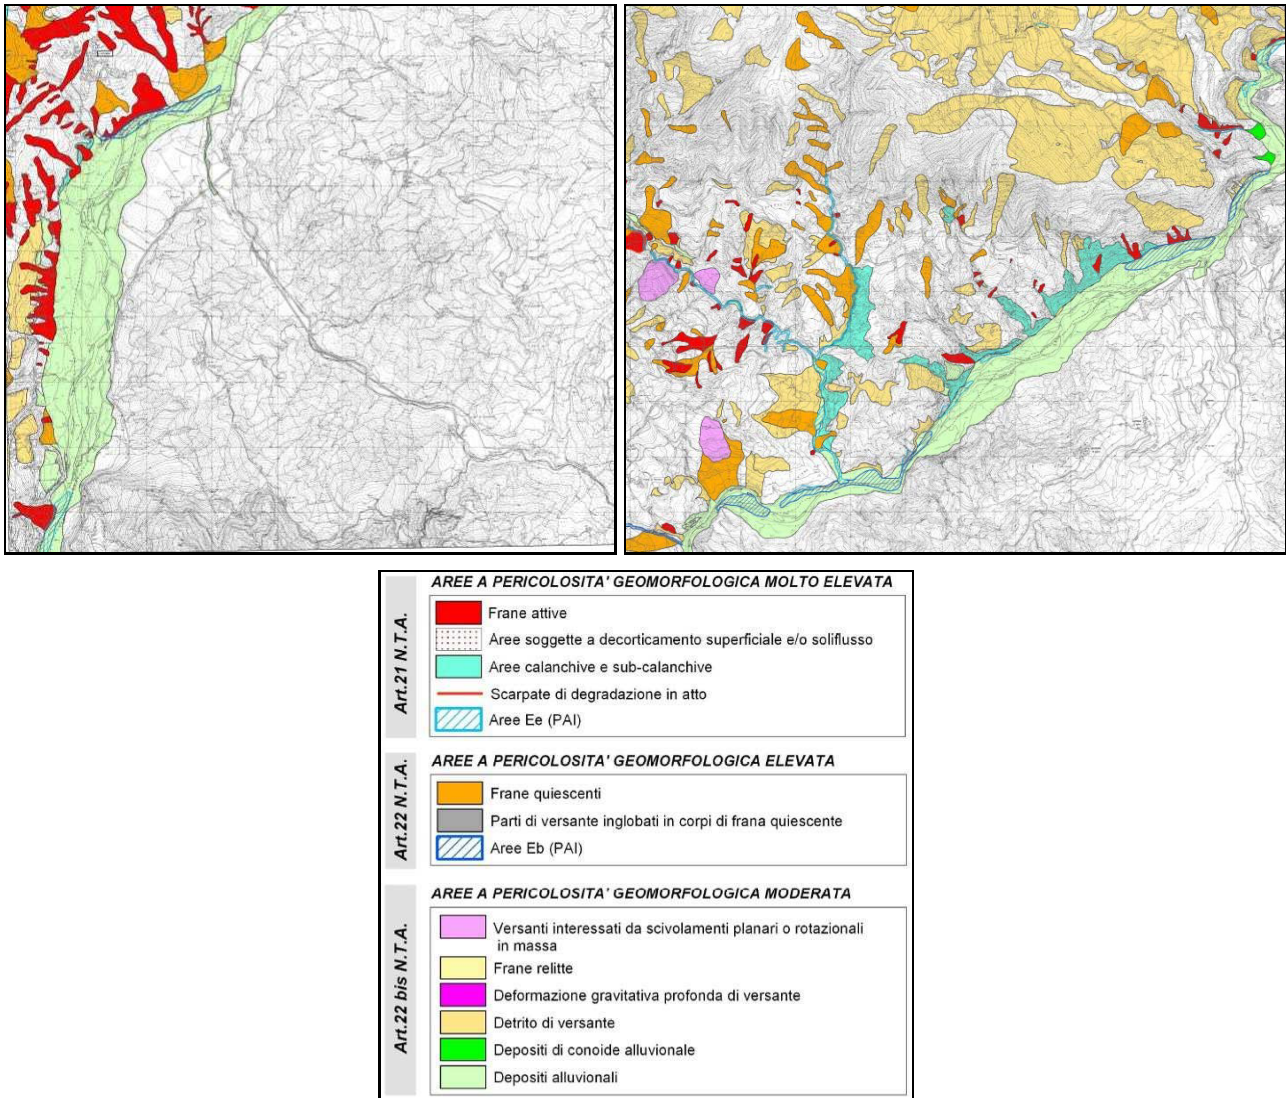 Art.21 N.T.A.
AREE A PERICOLOSITA' GEOMORFOLOGICA MOLTO ELEVATA
Frane attive
Aree soggette a decorticamento superficiale e/o soliflusso
Aree calanchive e sub-calanchive
Scarpate di degradazione in atto
Aree Ee (PAI)
Art.22 N.T.A.
AREE A PERICOLOSITA' GEOMORFOLOGICA ELEVATA
Frane quiescenti
Parti di versante inglobati in corpi di frana quiescente
Aree Eb (PAI)
Art.22 bis N.T.A.
AREE A PERICOLOSITA' GEOMORFOLOGICA MODERATA
Versanti interessati da scivolamenti planari o rotazionali
in massa
Frane relitte
Deformazione gravitativa profonda di versante
Detrito di versante
Depositi di conoide alluvionale
Depositi alluvionali